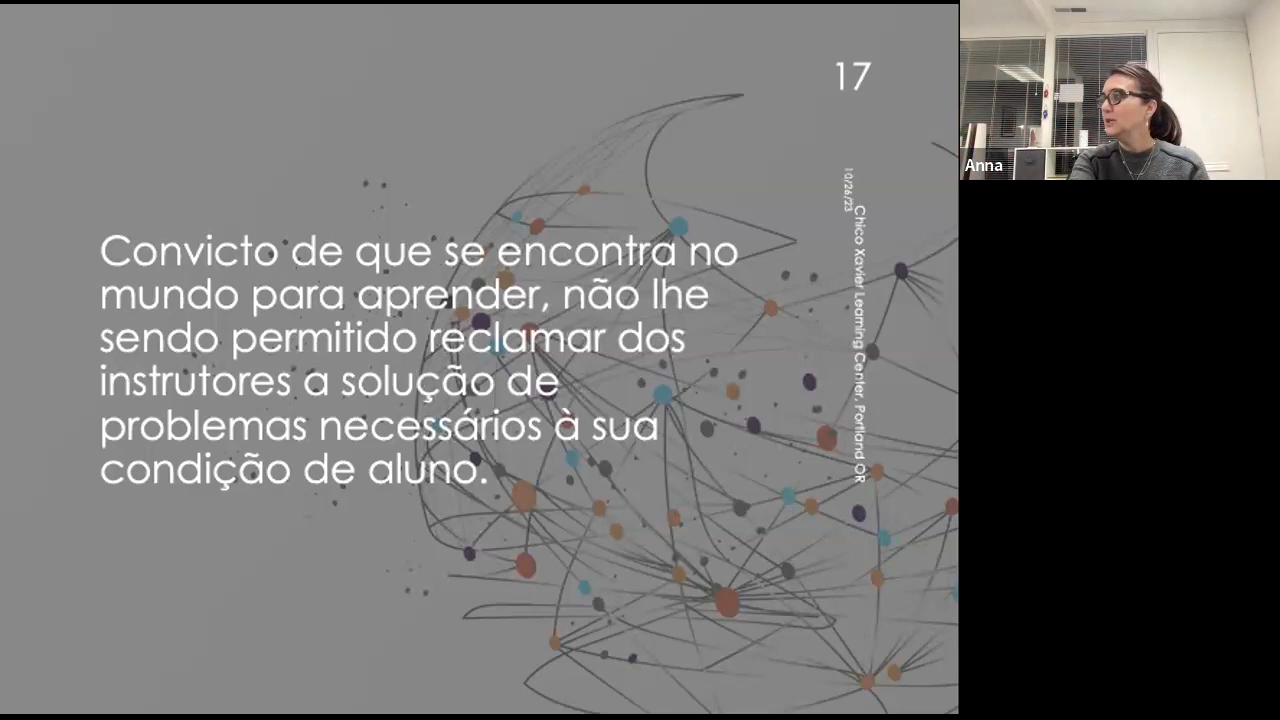 17
10/26/23
Chico Xavier Learning Center, Portland OR
Convicto de que se encontra no
mundo para aprender, não lhe
sendo permitido reclamar dos
instrutores a solução de
problemas necessários à sua
condição de aluno.
Anna